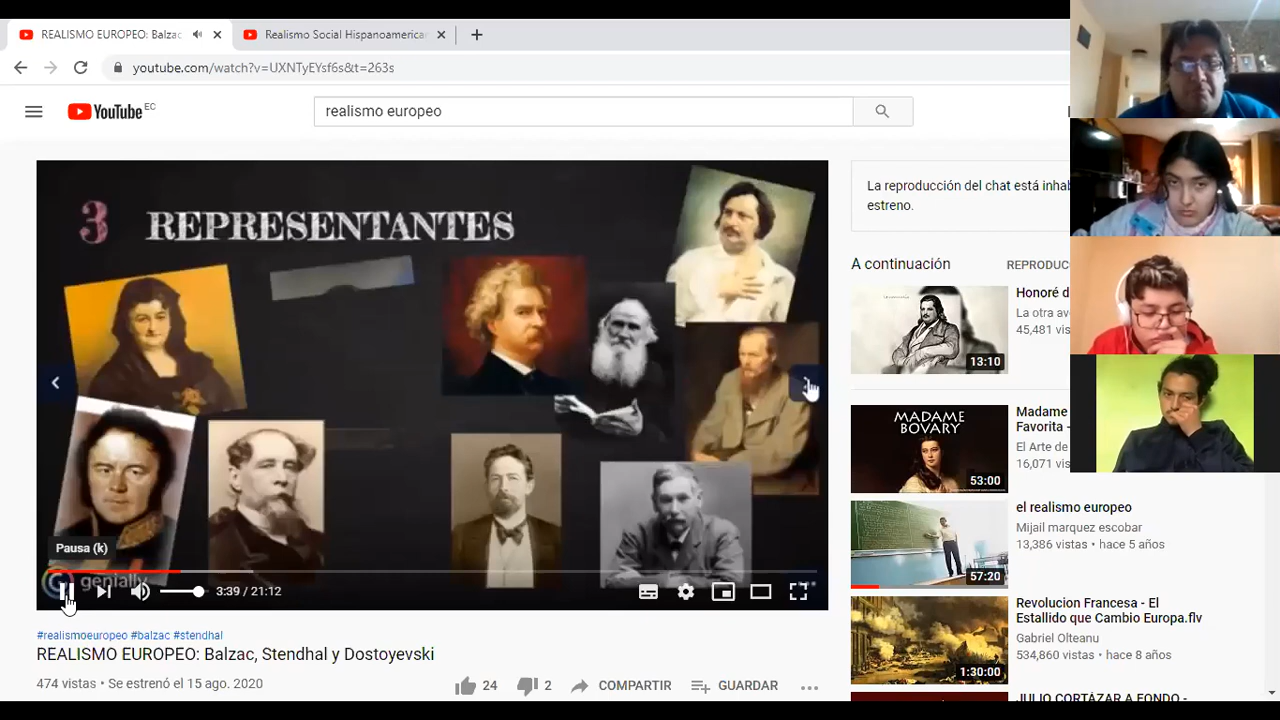 REALISMO EUROPEO: Balzac
Realismo Social Hispanoamerican
youtube.com/watch?v=UXNTyEYsf6s&t=263s
YouTube EC
realismo europeo
3 REPRESENTANTES
Pausa (k)
genially
3:39 / 21:12
#realismoeuropeo #balzac #stendhal
REALISMO EUROPEO: Balzac, Stendhal y Dostoyevski
474 vistas • Se estrenó el 15 ago. 2020
24
2
COMPARTIR
GUARDAR
La reproducción del chat está inhab
estreno.
A continuación
REPRODUC
Honoré d
La otra av
45,481 vis
13:10
MADAME
BOVARY
53:00
Madame
Favorita -
El Arte de
16,071 vis
57:20
el realismo europeo
Mijail marquez escobar
13,386 vistas • hace 5 años
1:30:00
Revolucion Francesa - El
Estallido que Cambio Europa.flv
Gabriel Olteanu
534,860 vistas • hace 8 años
JULIO CORTÁZAR A FONDO -